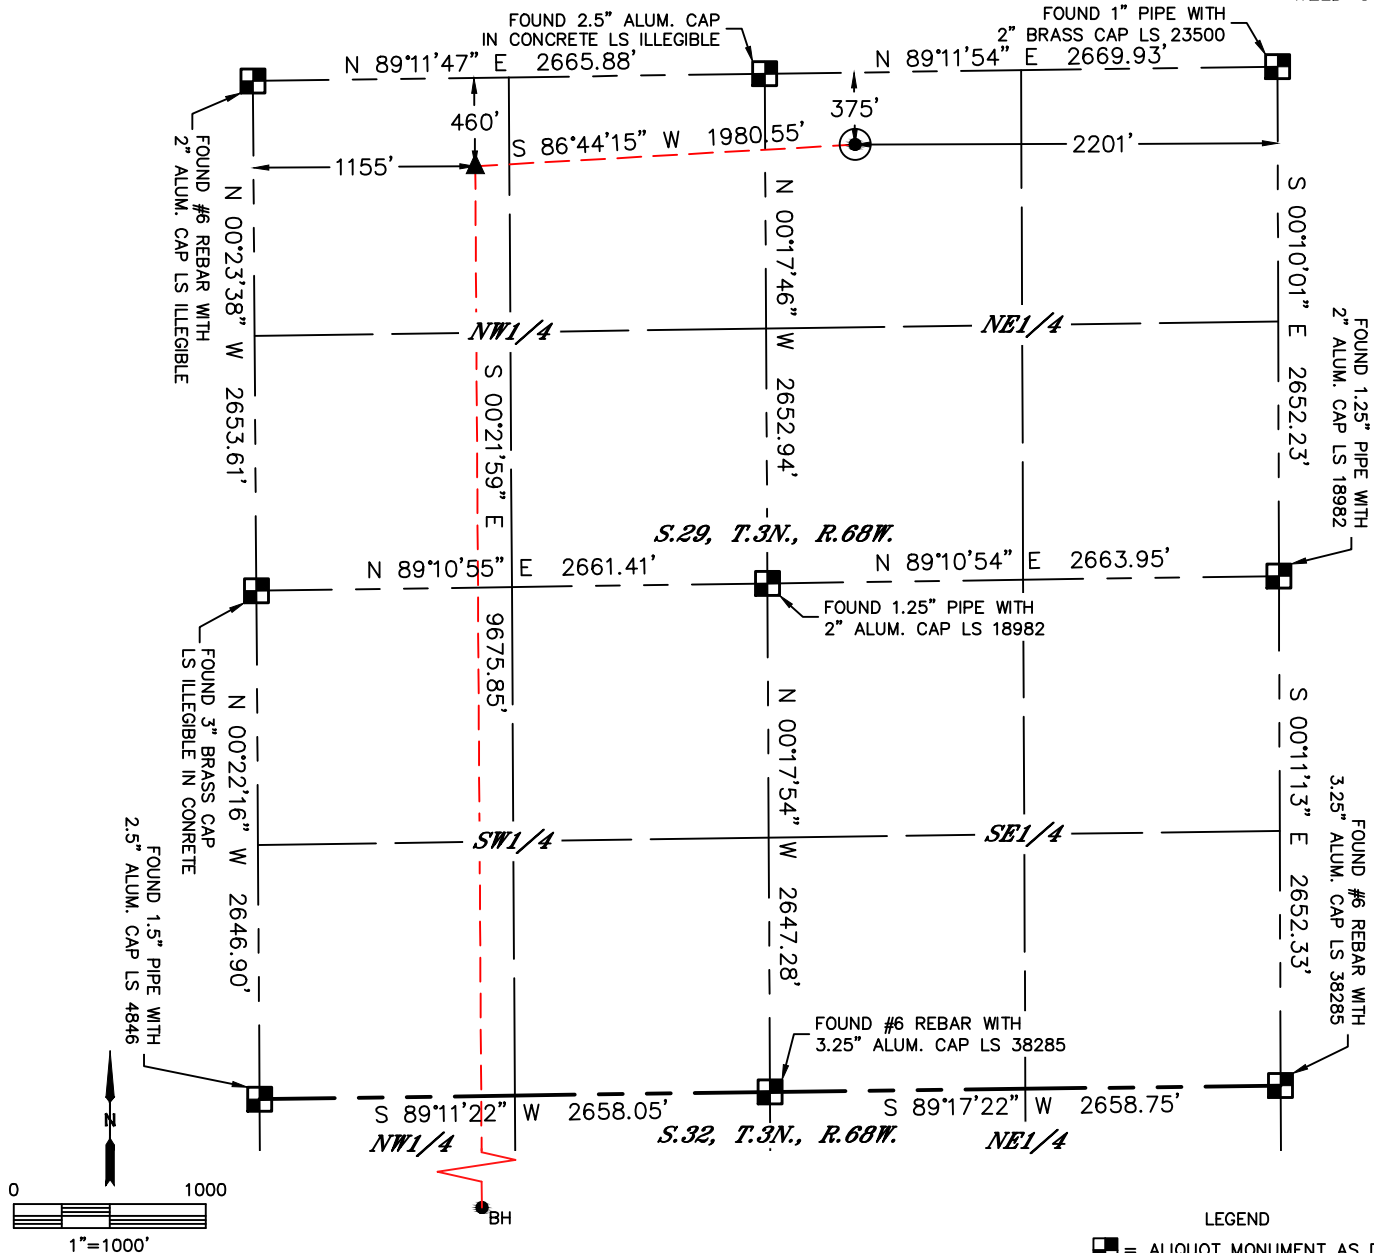 FOUND 2.5" ALUM. CAP
IN CONCRETE LS ILLEGIBLE
FOUND 1" PIPE WITH
2" BRASS CAP LS 23500
N 89°11'47" E 2665.88'
N 89°11'54" E 2669.93'
460'
375'
S 86°44'15" W 1980.55'
1155'
2201'
FOUND #6 REBAR WITH
2" ALUM. CAP LS ILLEGIBLE
N 00°23'38" W 2653.61'
N 00°17'46" W 2652.94'
S 00°10'01" E 2652.23'
FOUND 1.25" PIPE WITH
2" ALUM. CAP LS 18982
NW1/4
NE1/4
S 00°21'59" E 9675.85'
S.29, T.3N., R.68W.
N 89°10'55" E 2661.41'
N 89°10'54" E 2663.95'
FOUND 1.25" PIPE WITH
2" ALUM. CAP LS 18982
FOUND 3" BRASS CAP
LS ILLEGIBLE IN CONRETE
N 00°22'16" W 2646.90'
N 00°17'54" W 2647.28'
S 00°11'13" E 2652.33'
FOUND #6 REBAR WITH
3.25" ALUM. CAP LS 38285
SW1/4
SE1/4
FOUND 1.5" PIPE WITH
2.5" ALUM. CAP LS 4846
FOUND #6 REBAR WITH
3.25" ALUM. CAP LS 38285
N
S 89°11'22" W 2658.05'
S 89°17'22" W 2658.75'
NW1/4
S.32, T.3N., R.68W.
NE1/4
0 1000
1"=1000'
BH
LEGEND
= ALIQUOT MONUMENT AS